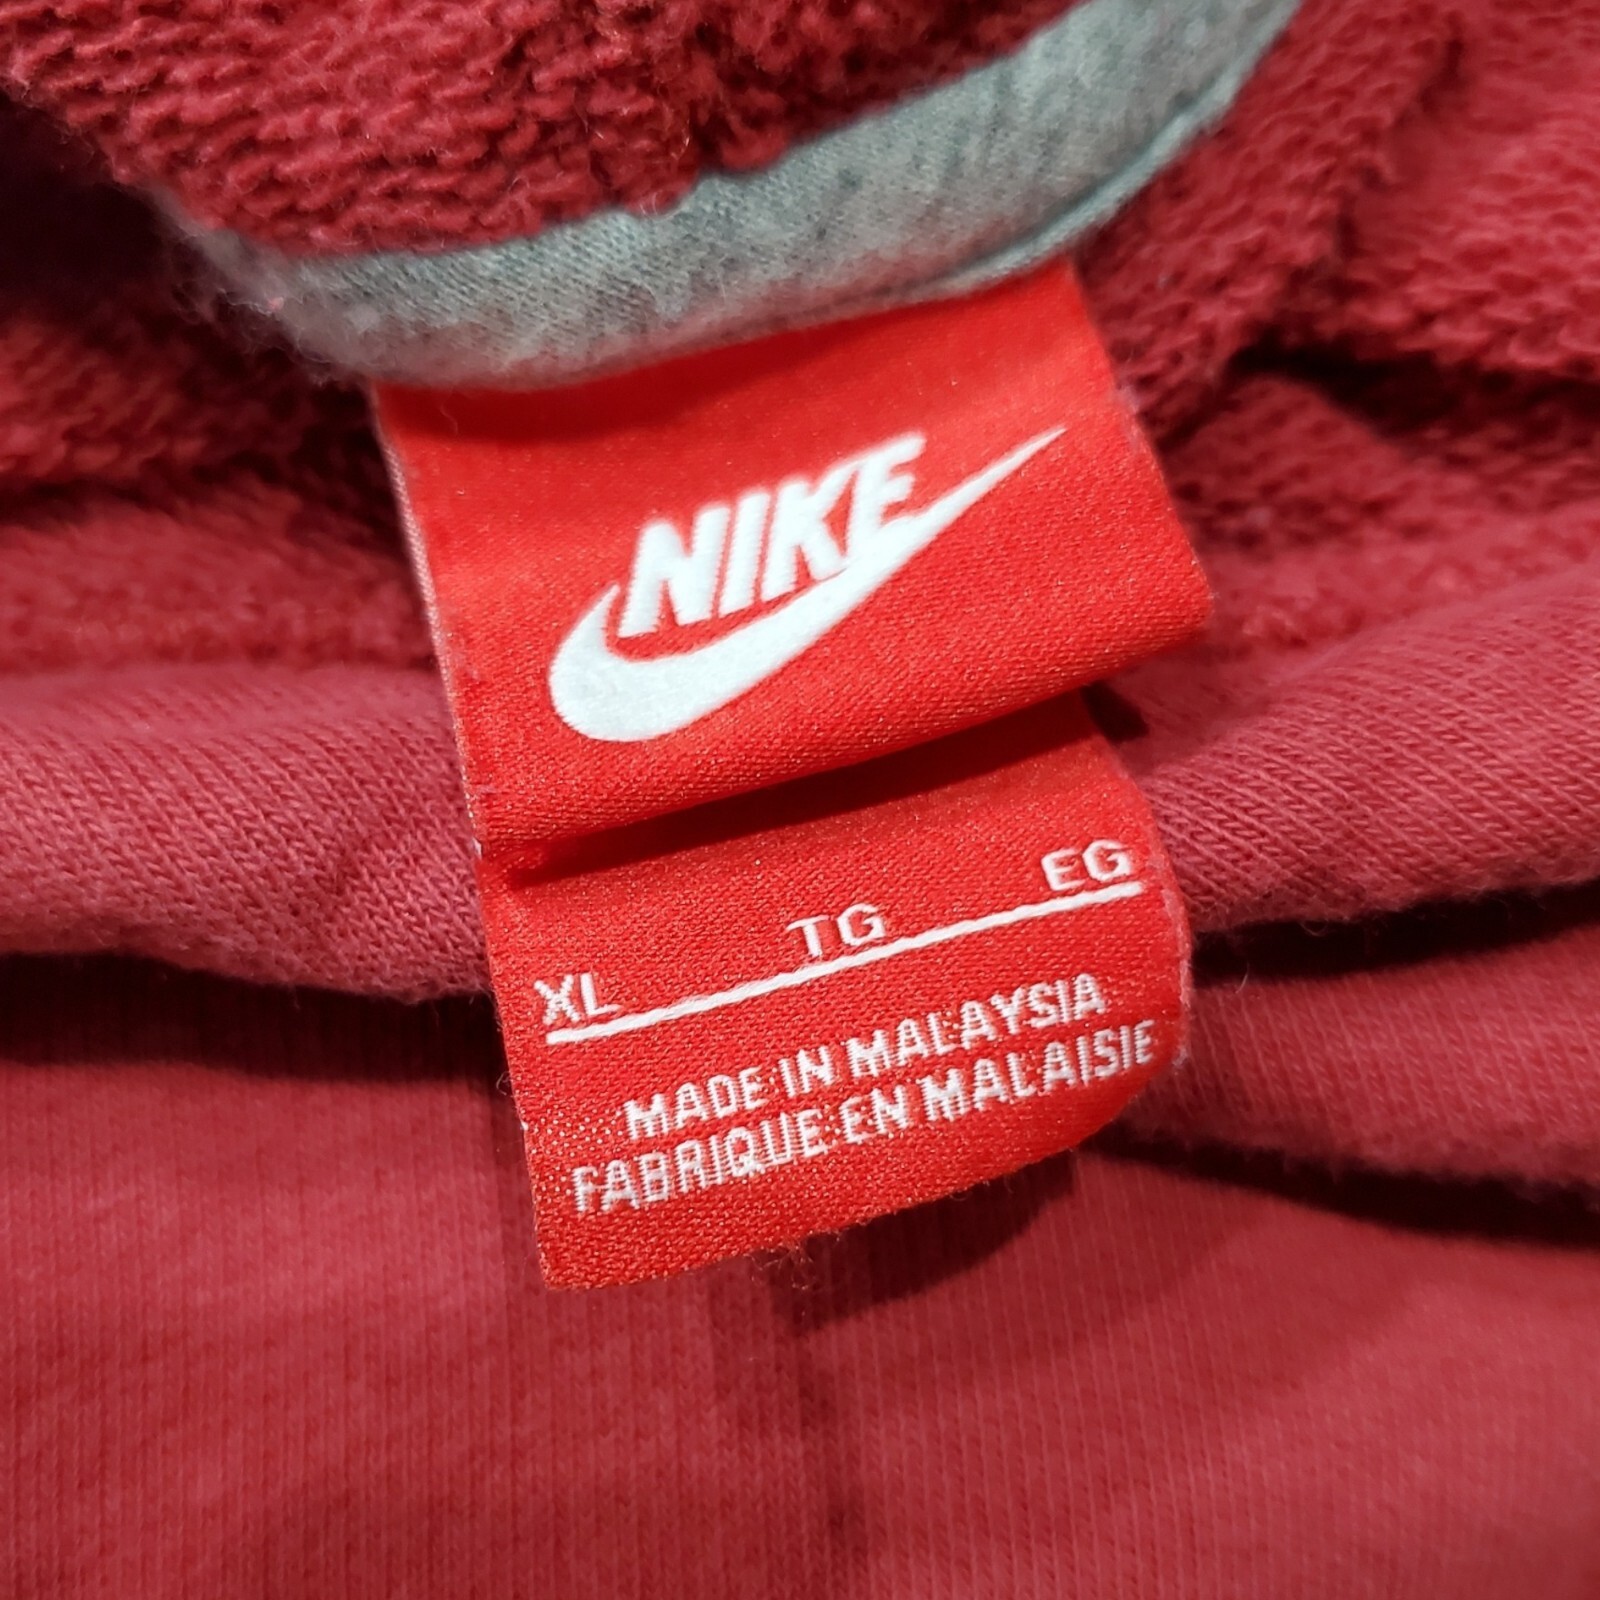 NIKE
XL TG EG
MADE IN MALAYSIA
FABRIQUE EN MALAISIE